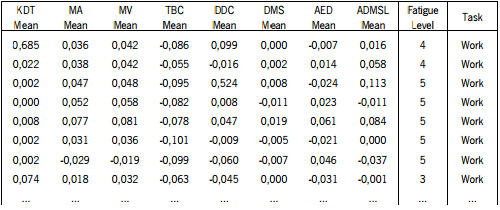 KDT MA MV TBC DDC DMS AED ADMSL Fatigue Task
Mean Mean Mean Mean Mean Mean Mean Mean Level
0,685 0,036 0,042 -0,086 0,099 0,000 -0,007 0,016 4 Work
0,022 0,038 0,042 -0,055 -0,016 0,002 0,014 0,058 4 Work
0,002 0,047 0,048 -0,095 0,524 0,008 -0,024 0,113 5 Work
0,000 0,052 0,058 -0,082 0,008 -0,011 0,023 -0,011 5 Work
0,008 0,077 0,081 -0,078 0,047 0,019 0,061 0,084 5 Work
0,002 0,031 0,036 -0,101 -0,009 -0,005 -0,021 0,000 5 Work
0,002 -0,029 -0,019 -0,099 -0,060 -0,007 0,046 -0,037 5 Work
0,074 0,018 0,032 -0,063 -0,045 0,000 -0,031 -0,001 3 Work
... ... ... ... ... ... ... ... ... ...